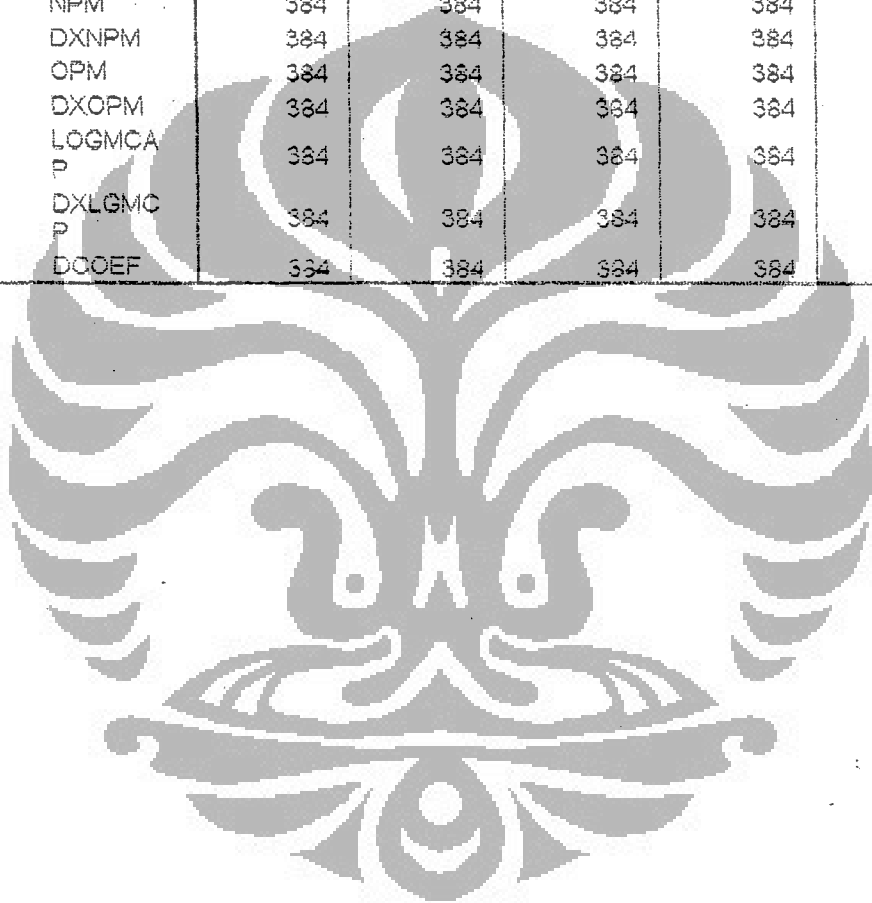 NPM 384 384 384 384
DXNPM 384 384 384 384
OPM 384 384 384 384
DXOPM 384 384 384 384
LOGMCA 384 384 384 384
P
DXLGMC 384 384 384 384
P
DCOEF 384 384 384 384